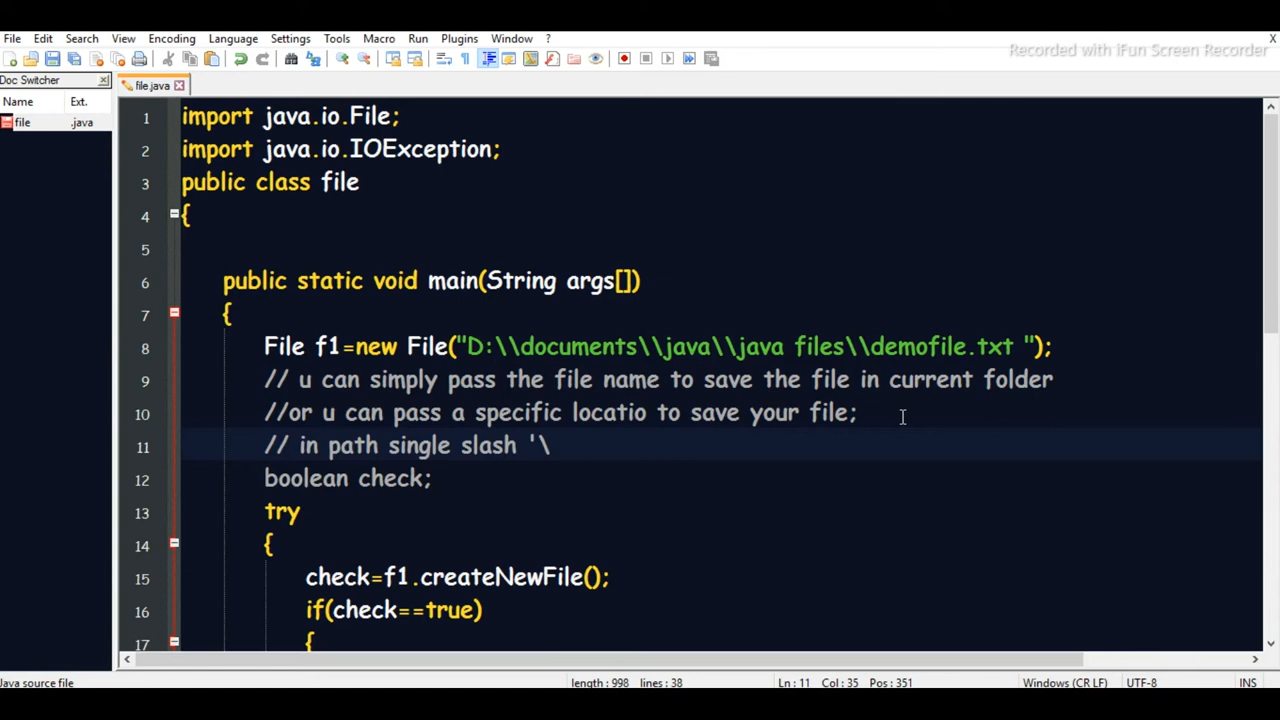 File Edit Search View Encoding Language Settings Tools Macro Run Plugins Window ? X
Recorded with iFun Screen Recorder
Doc Switcher
file.java
Name Ext.
file .java
1 import java.io.File;
2 import java.io.IOException;
3 public class file
4 {
5
6 public static void main(String args[])
7 {
8 File f1=new File("D:\\documents\\java\\java files\\demofile.txt ");
9 // u can simply pass the file name to save the file in current folder
10 //or u can pass a specific locatio to save your file;
11 // in path single slash '\
12 boolean check;
13 try
14 {
15 check=f1.createNewFile();
16 if(check==true)
17 {
Java source file length : 998 lines : 38 Ln : 11 Col : 35 Pos : 351 Windows (CR LF) UTF-8 INS